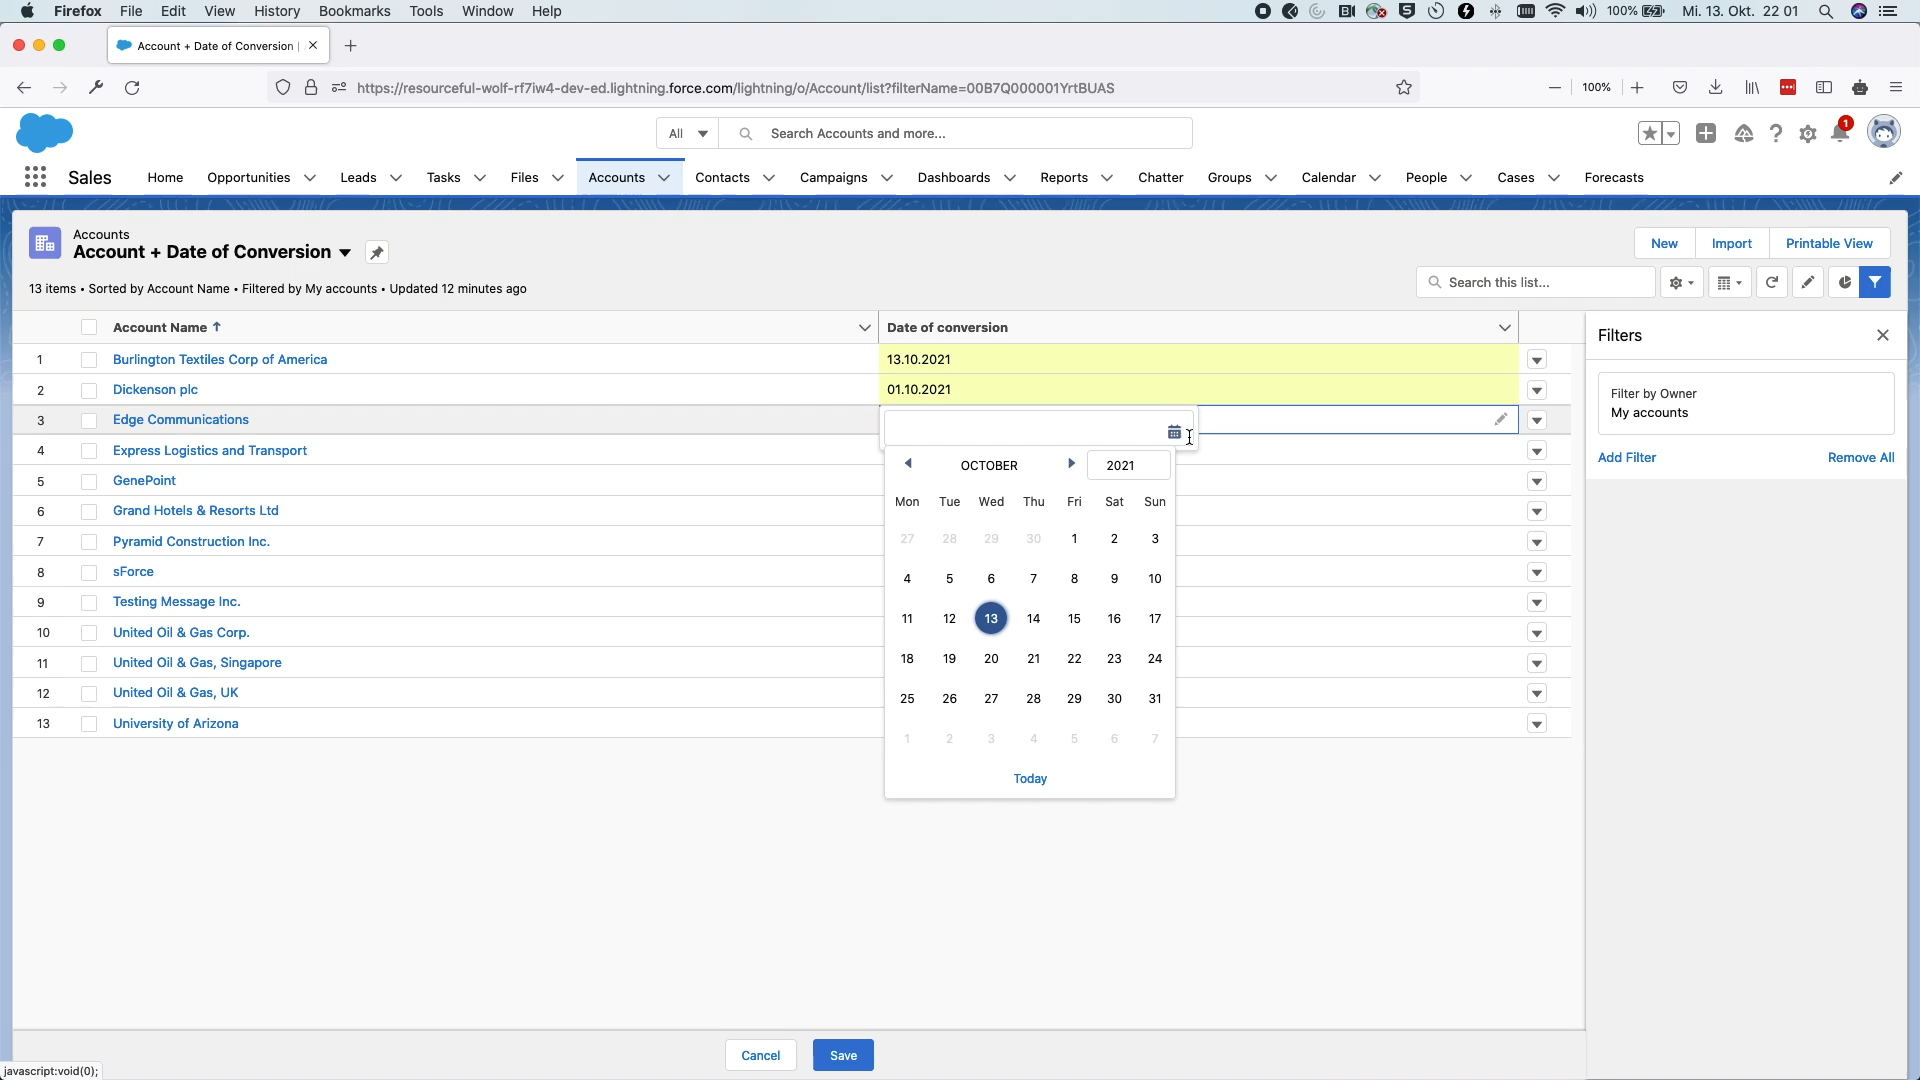 Firefox File Edit View History Bookmarks Tools Window Help 100% Mi. 13. Okt. 22 01
Account + Date of Conversion |
https://resourceful-wolf-rf7iw4-dev-ed.lightning.force.com/lightning/o/Account/list?filterName=00B7Q000001YrtBUAS 100%
All Search Accounts and more... 1
Sales Home Opportunities Leads Tasks Files Accounts Contacts Campaigns Dashboards Reports Chatter Groups Calendar People Cases Forecasts
Accounts
Account + Date of Conversion
New Import Printable View
13 items • Sorted by Account Name • Filtered by My accounts • Updated 12 minutes ago
Search this list...
Account Name Date of conversion
1 Burlington Textiles Corp of America 13.10.2021
2 Dickenson plc 01.10.2021
3 Edge Communications
4 Express Logistics and Transport
5 GenePoint
6 Grand Hotels & Resorts Ltd
7 Pyramid Construction Inc.
8 sForce
9 Testing Message Inc.
10 United Oil & Gas Corp.
11 United Oil & Gas, Singapore
12 United Oil & Gas, UK
13 University of Arizona
OCTOBER 2021
Mon Tue Wed Thu Fri Sat Sun
27 28 29 30 1 2 3
4 5 6 7 8 9 10
11 12 13 14 15 16 17
18 19 20 21 22 23 24
25 26 27 28 29 30 31
1 2 3 4 5 6 7
Today
Filters
Filter by Owner
My accounts
Add Filter Remove All
Cancel Save
javascript:void(0);